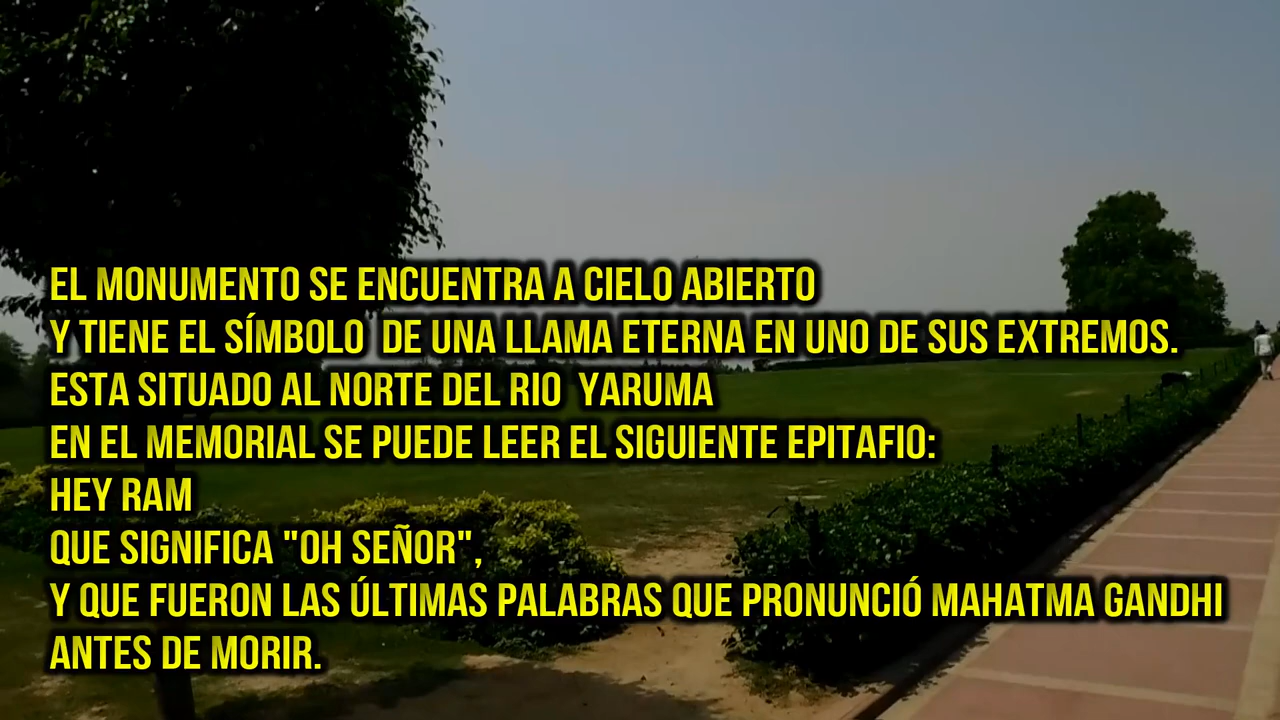 EL MONUMENTO SE ENCUENTRA A CIELO ABIERTO
Y TIENE EL SÍMBOLO DE UNA LLAMA ETERNA EN UNO DE SUS EXTREMOS.
ESTA SITUADO AL NORTE DEL RIO YARUMA
EN EL MEMORIAL SE PUEDE LEER EL SIGUIENTE EPITAFIO:
HEY RAM
QUE SIGNIFICA "OH SEÑOR",
Y QUE FUERON LAS ÚLTIMAS PALABRAS QUE PRONUNCIÓ MAHATMA GANDHI
ANTES DE MORIR.